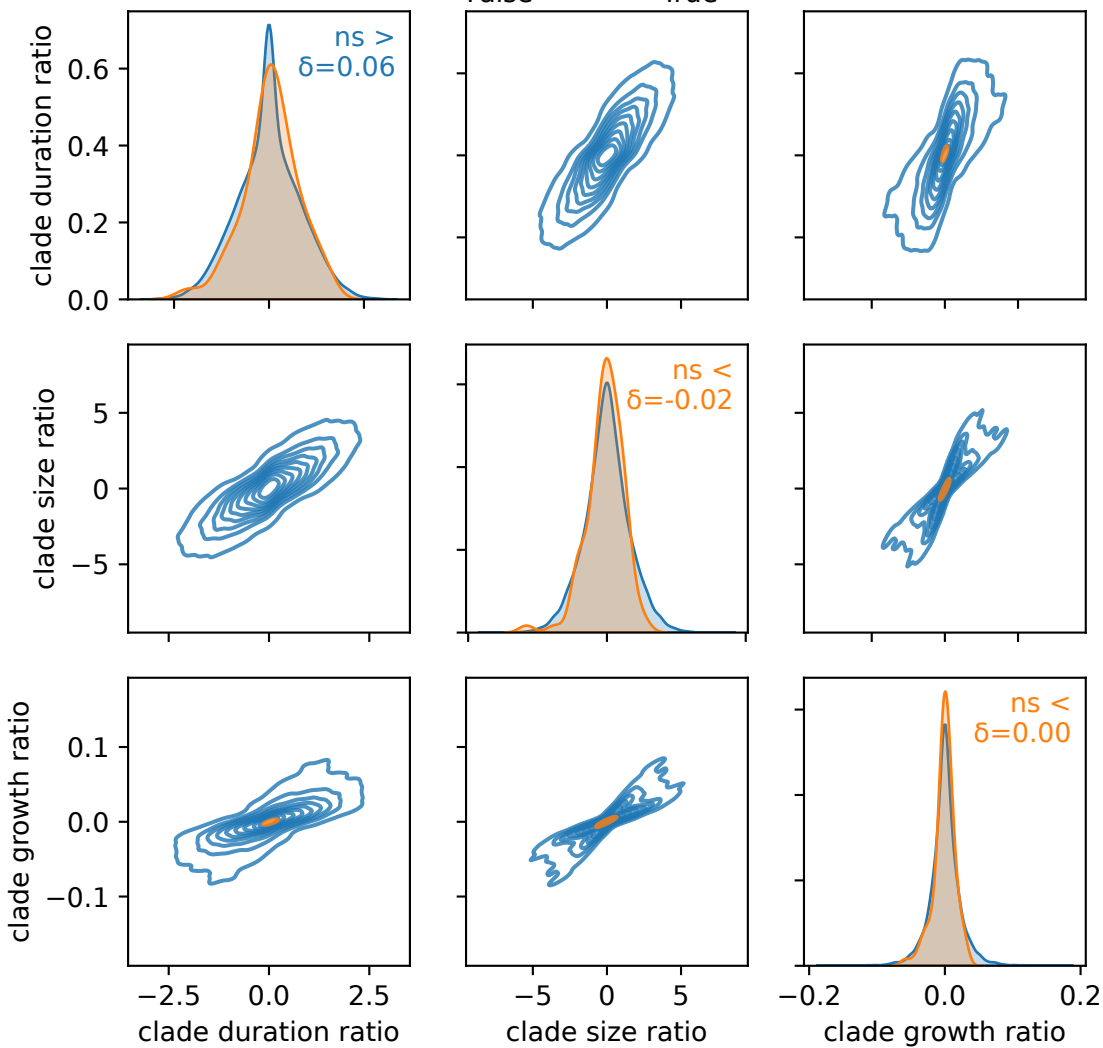 clade duration ratio
0.6
0.4
0.2
0.0
ns >
δ=0.06
clade size ratio
5
0
−5
ns <
δ=-0.02
−5
0
5
clade growth ratio
0.1
0.0
−0.1
ns <
δ=0.00
−2.5
0.0
2.5
−5
0
5
−0.2
0.0
0.2
clade duration ratio
clade size ratio
clade growth ratio